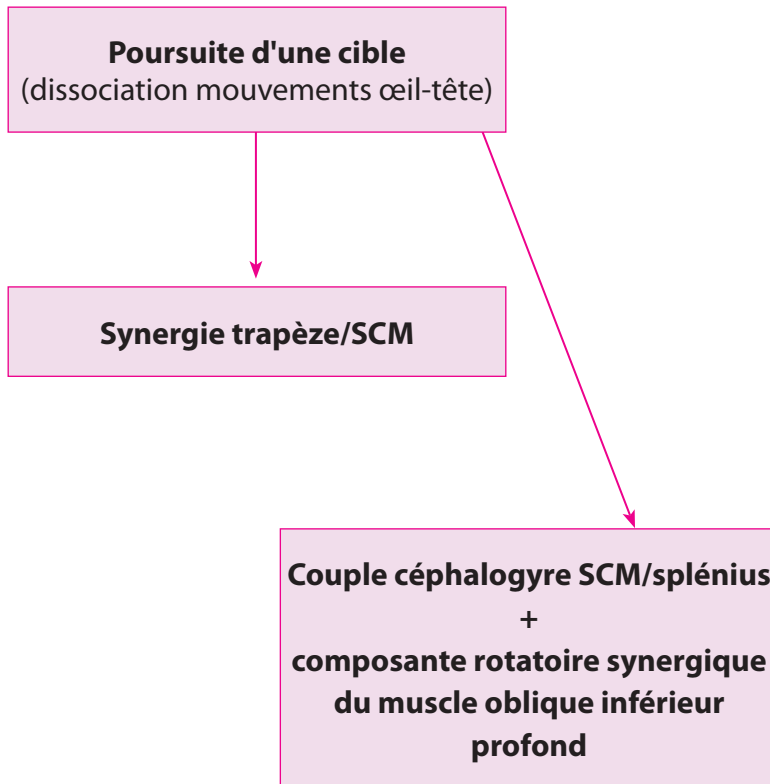 Poursuite d'une cible
(dissociation mouvements œil-tête)
Synergie trapèze/SCM
Couple céphalogyre SCM/splénius
+
composante rotatoire synergique
du muscle oblique inférieur
profond